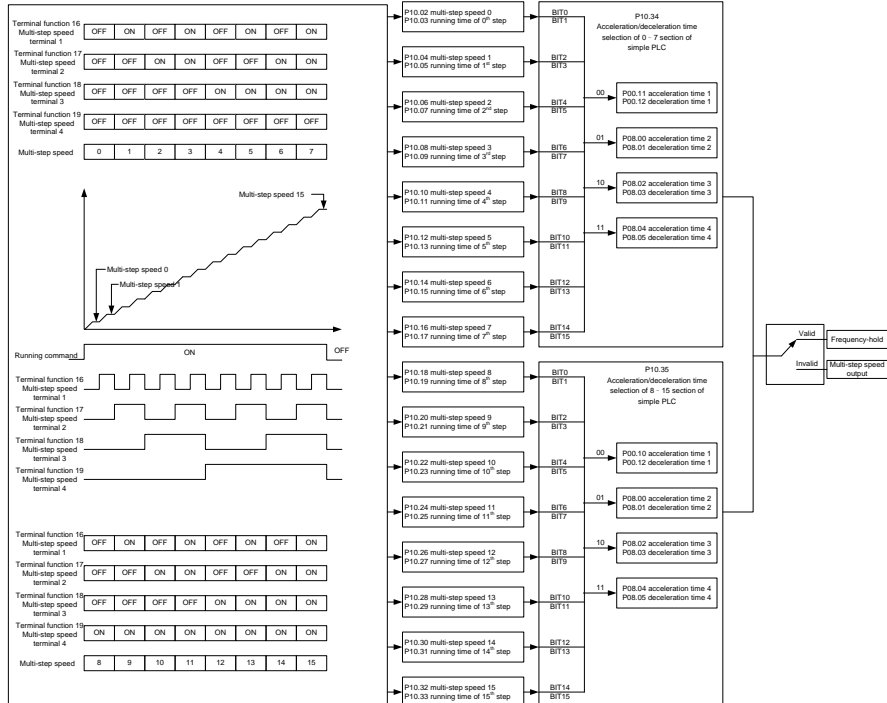 Terminal function 16
Multi-step speed
terminal 1
OFF ON OFF ON OFF ON OFF ON
Terminal function 17
Multi-step speed
terminal 2
OFF OFF ON ON OFF OFF ON ON
Terminal function 18
Multi-step speed
terminal 3
OFF OFF OFF OFF ON ON ON ON
Terminal function 19
Multi-step speed
terminal 4
OFF OFF OFF OFF OFF OFF OFF OFF
Multi-step speed
0 1 2 3 4 5 6 7
Multi-step speed 15
Multi-step speed 0
Multi-step speed 1
Running command
ON
OFF
Terminal function 16
Multi-step speed
terminal 1
Terminal function 17
Multi-step speed
terminal 2
Terminal function 18
Multi-step speed
terminal 3
Terminal function 19
Multi-step speed
terminal 4
Terminal function 16
Multi-step speed
terminal 1
OFF ON OFF ON OFF ON OFF ON
Terminal function 17
Multi-step speed
terminal 2
OFF OFF ON ON OFF OFF ON ON
Terminal function 18
Multi-step speed
terminal 3
OFF OFF OFF OFF ON ON ON ON
Terminal function 19
Multi-step speed
terminal 4
ON ON ON ON ON ON ON ON
Multi-step speed
8 9 10 11 12 13 14 15
P10.02 multi-step speed 0
P10.03 running time of 0th step
P10.04 multi-step speed 1
P10.05 running time of 1st step
P10.06 multi-step speed 2
P10.07 running time of 2nd step
P10.08 multi-step speed 3
P10.09 running time of 3rd step
P10.10 multi-step speed 4
P10.11 running time of 4th step
P10.12 multi-step speed 5
P10.13 running time of 5th step
P10.14 multi-step speed 6
P10.15 running time of 6th step
P10.16 multi-step speed 7
P10.17 running time of 7th step
P10.18 multi-step speed 8
P10.19 running time of 8th step
P10.20 multi-step speed 9
P10.21 running time of 9th step
P10.22 multi-step speed 10
P10.23 running time of 10th step
P10.24 multi-step speed 11
P10.25 running time of 11th step
P10.26 multi-step speed 12
P10.27 running time of 12th step
P10.28 multi-step speed 13
P10.29 running time of 13th step
P10.30 multi-step speed 14
P10.31 running time of 14th step
P10.32 multi-step speed 15
P10.33 running time of 15th step
BIT0
BIT1
BIT2
BIT3
BIT4
BIT5
BIT6
BIT7
BIT8
BIT9
BIT10
BIT11
BIT12
BIT13
BIT14
BIT15
P10.34
Acceleration/deceleration time
selection of 0 - 7 section of
simple PLC
00
P00.11 acceleration time 1
P00.12 deceleration time 1
01
P08.00 acceleration time 2
P08.01 deceleration time 2
10
P08.02 acceleration time 3
P08.03 deceleration time 3
11
P08.04 acceleration time 4
P08.05 deceleration time 4
BIT0
BIT1
BIT2
BIT3
BIT4
BIT5
BIT6
BIT7
BIT8
BIT9
BIT10
BIT11
BIT12
BIT13
BIT14
BIT15
P10.35
Acceleration/deceleration time
selection of 8 - 15 section of
simple PLC
00
P00.10 acceleration time 1
P00.12 deceleration time 1
01
P08.00 acceleration time 2
P08.01 deceleration time 2
10
P08.02 acceleration time 3
P08.03 deceleration time 3
11
P08.04 acceleration time 4
P08.05 deceleration time 4
Valid
Frequency-hold
Invalid
Multi-step speed
output